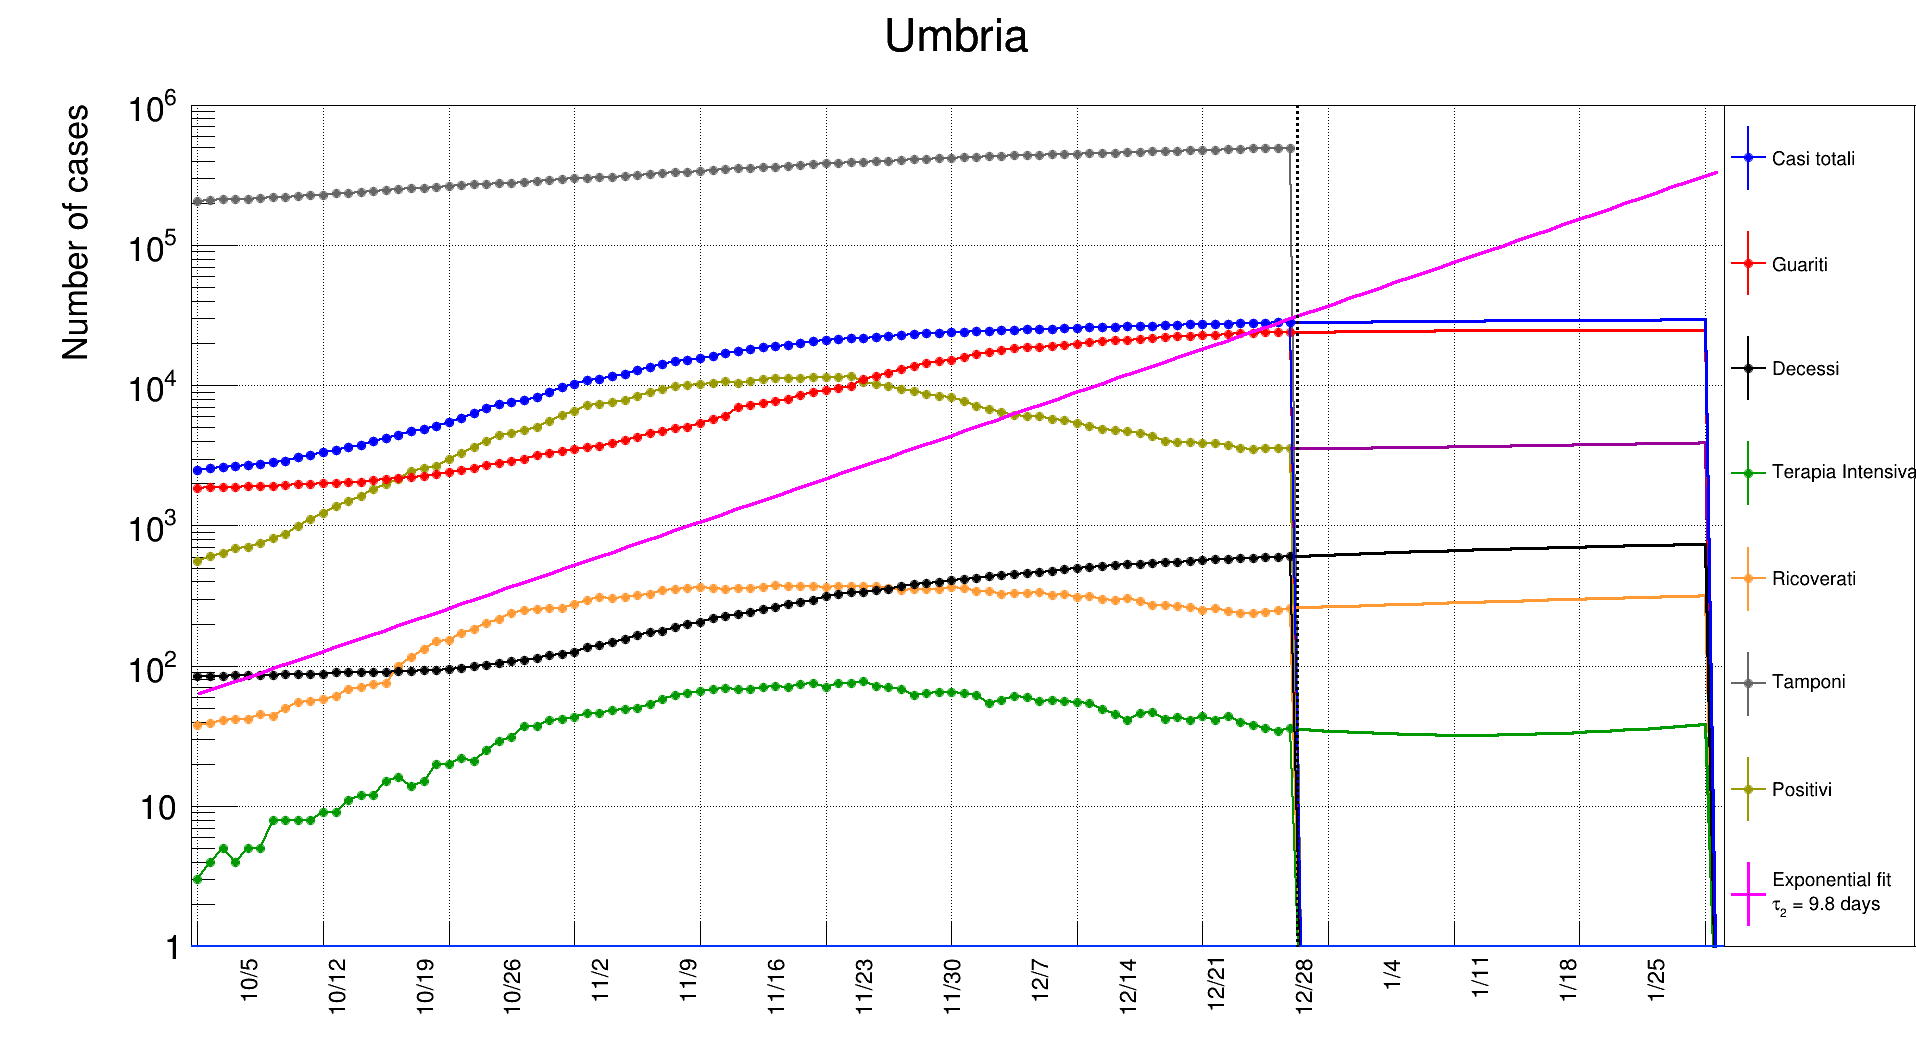 Umbria
Number of cases
10^6
10^5
10^4
10^3
10^2
10
1
10/5
10/12
10/19
10/26
11/2
11/9
11/16
11/23
11/30
12/7
12/14
12/21
12/28
1/4
1/11
1/18
1/25
Casi totali
Guariti
Decessi
Terapia Intensiva
Ricoverati
Tamponi
Positivi
Exponential fit
τ₂ = 9.8 days